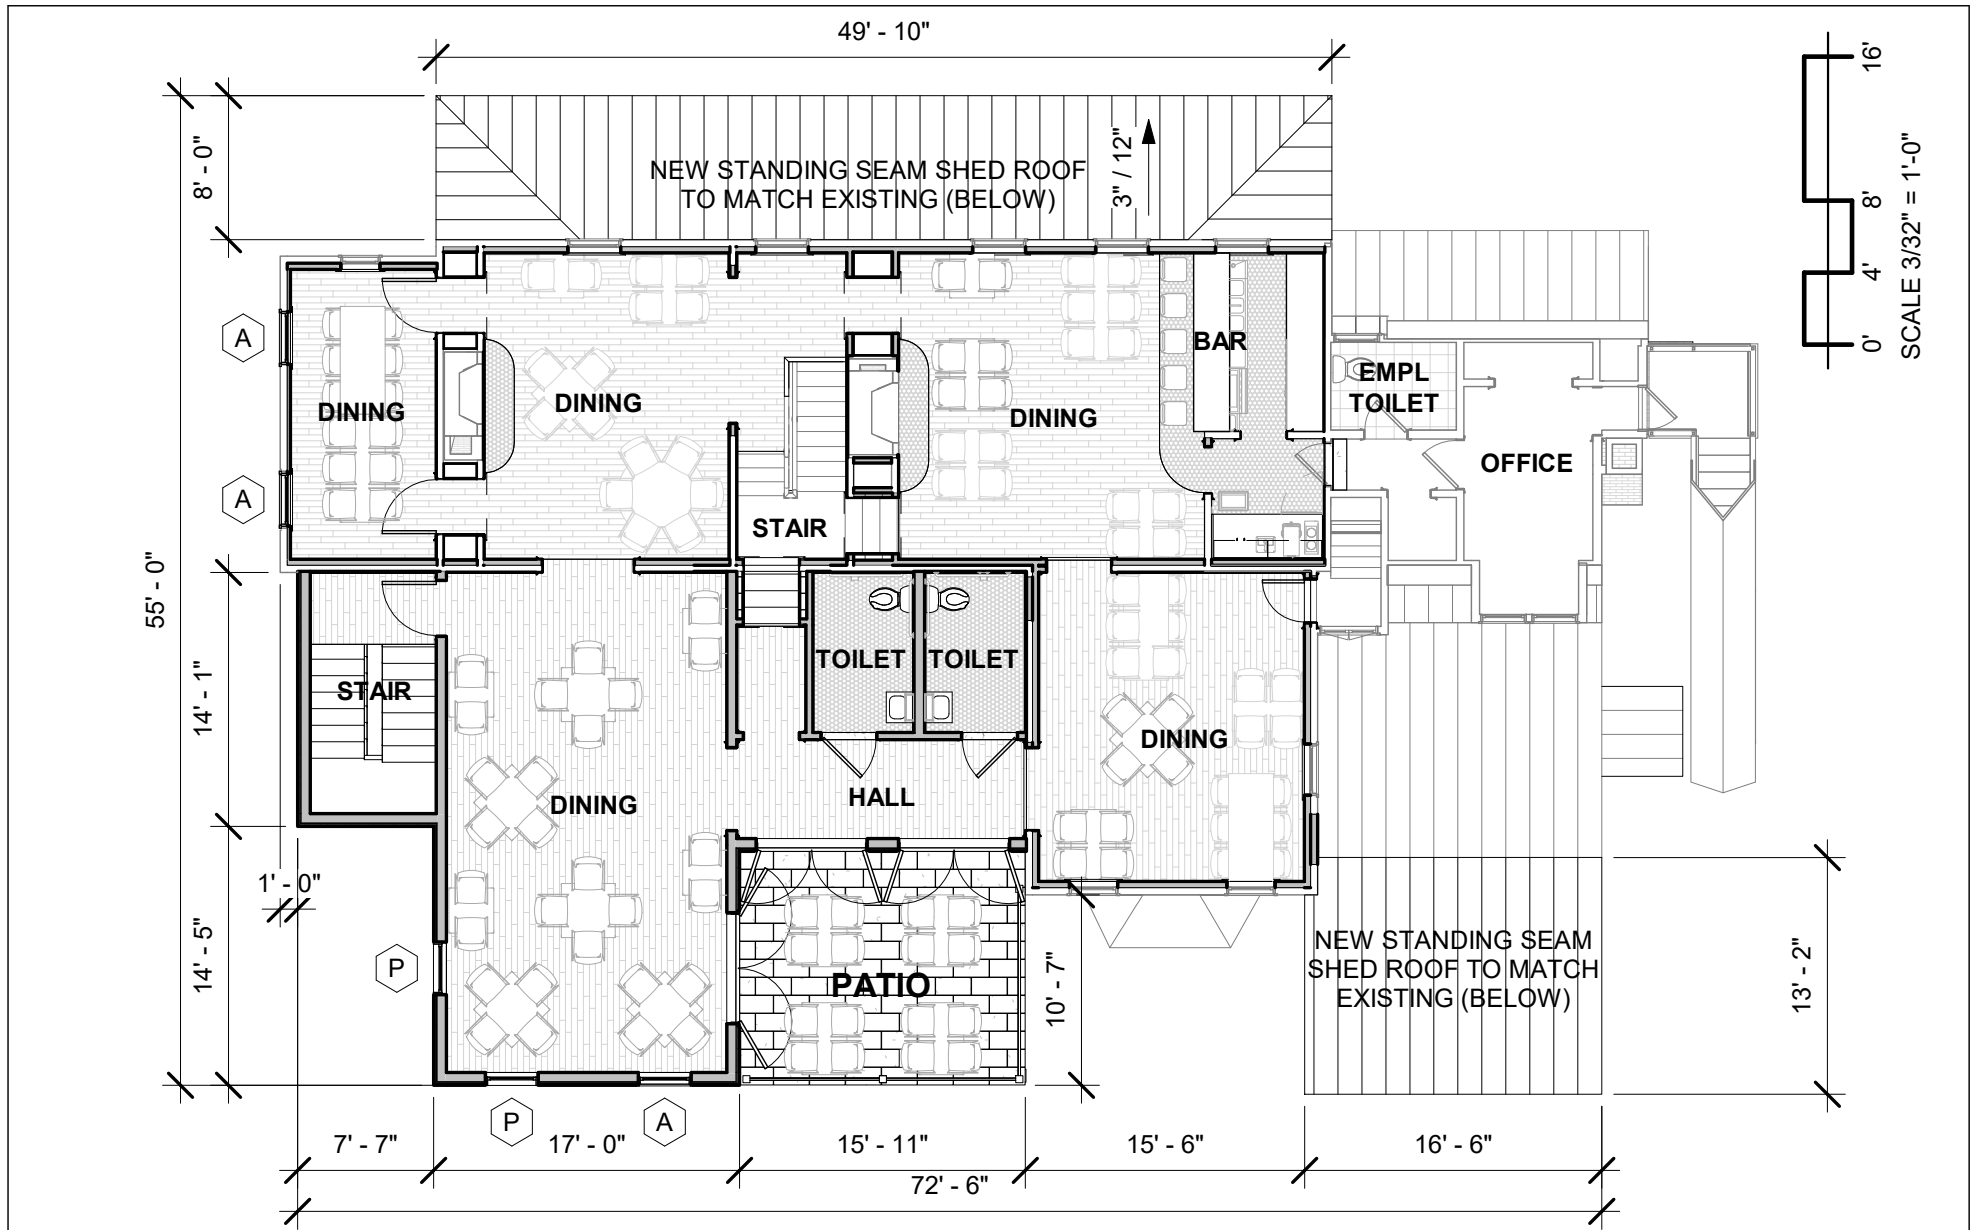 49' - 10"
16'
8'
4'
0'
SCALE 3/32" = 1'-0"
8' - 0"
55' - 0"
NEW STANDING SEAM SHED ROOF
TO MATCH EXISTING (BELOW)
3" / 12"
A
A
DINING
DINING
DINING
BAR
EMPL
TOILET
OFFICE
STAIR
14' - 1"
STAIR
TOILET
TOILET
DINING
DINING
HALL
1' - 0"
14' - 5"
P
PATIO
10' - 7"
NEW STANDING SEAM
SHED ROOF TO MATCH
EXISTING (BELOW)
13' - 2"
P
A
7' - 7"
17' - 0"
15' - 11"
15' - 6"
16' - 6"
72' - 6"